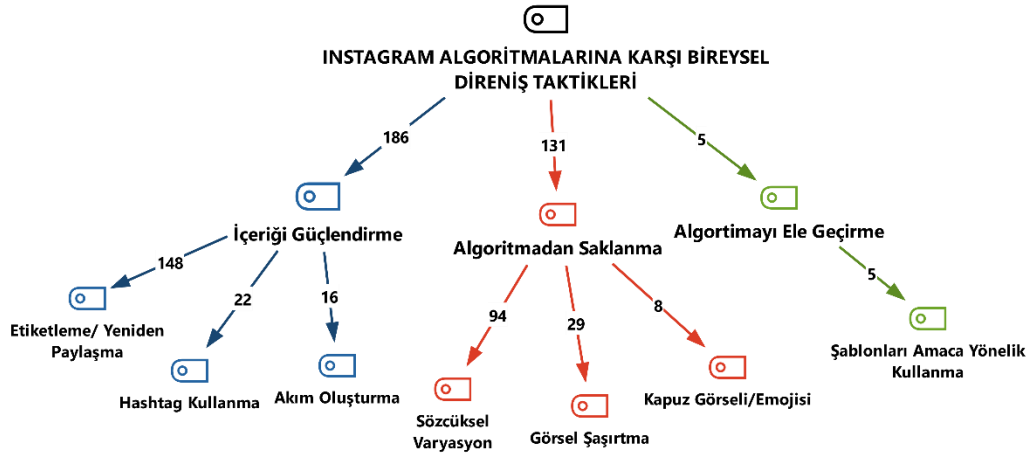 INSTAGRAM ALGORİTMALARINA KARŞI BİREYSEL
DİRENİŞ TAKTİKLERİ
186
131
5
İçeriği Güçlendirme
Algoritmadan Saklanma
Algortimayı Ele Geçirme
148
22
16
94
29
8
5
Etiketleme/ Yeniden
Paylaşma
Hashtag Kullanma
Akım Oluşturma
Sözcüksel
Varyasyon
Görsel Şaşırtma
Kapuz Görseli/Emojisi
Şablonları Amaca Yönelik
Kullanma